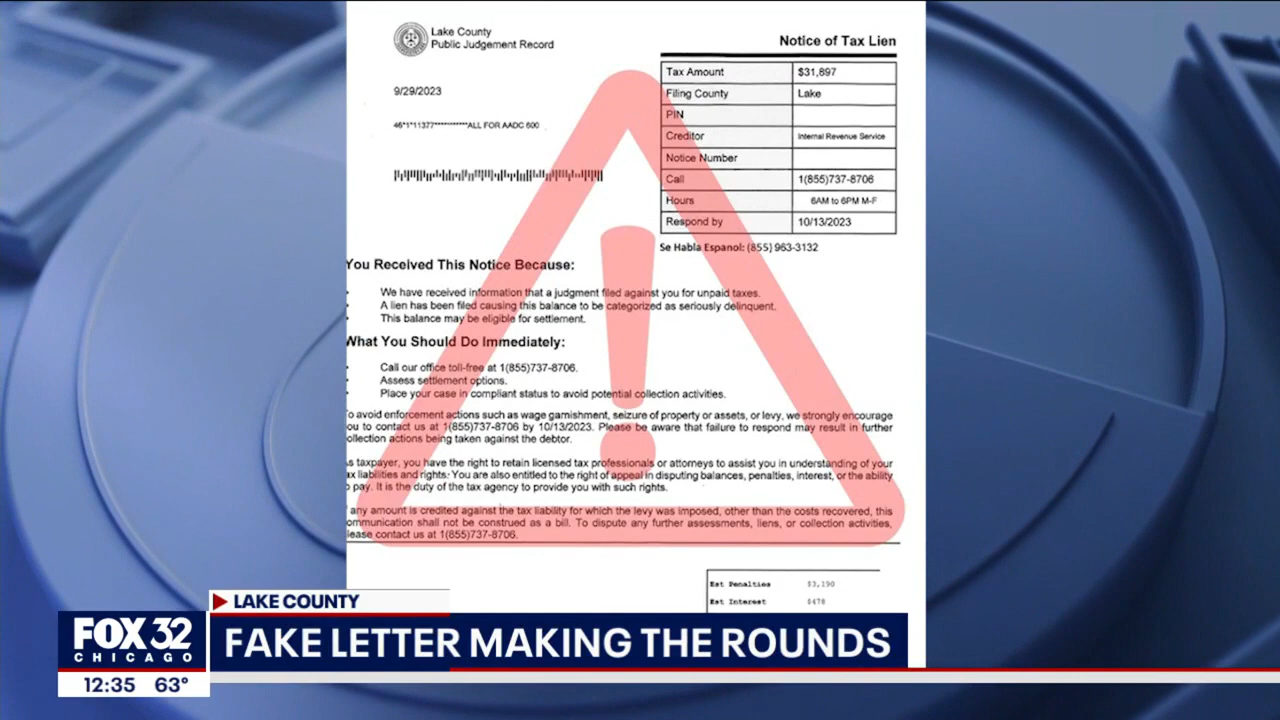 Lake County
Public Judgement Record
Notice of Tax Lien
Tax Amount $31,897
Filing County Lake
PIN
Creditor Internal Revenue Service
Notice Number
Call 1(855)737-8706
Hours 6AM to 6PM M-F
Respond by 10/13/2023
Se Habla Espanol: (855) 963-3132
9/29/2023
46*1*11377***********ALL FOR AADC 600
You Received This Notice Because:
We have received information that a judgment filed against you for unpaid taxes.
A lien has been filed causing this balance to be categorized as seriously delinquent.
This balance may be eligible for settlement.
What You Should Do Immediately:
Call our office toll-free at 1(855)737-8706.
Assess settlement options.
Place your case in compliant status to avoid potential collection activities.
To avoid enforcement actions such as wage garnishment, seizure of property or assets, or levy, we strongly encourage
you to contact us at 1(855)737-8706 by 10/13/2023. Please be aware that failure to respond may result in further
collection actions being taken against the debtor.
As taxpayer, you have the right to retain licensed tax professionals or attorneys to assist you in understanding of your
tax liabilities and rights: You are also entitled to the right of appeal in disputing balances, penalties, interest, or the ability
o pay. It is the duty of the tax agency to provide you with such rights.
f any amount is credited against the tax liability for which the levy was imposed, other than the costs recovered, this
ommunication shall not be construed as a bill. To dispute any further assessments, liens, or collection activities,
lease contact us at 1(855)737-8706.
Est Penalties $3,190
Est Interest $478
LAKE COUNTY
FAKE LETTER MAKING THE ROUNDS
FOX 32
CHICAGO
12:35 63°